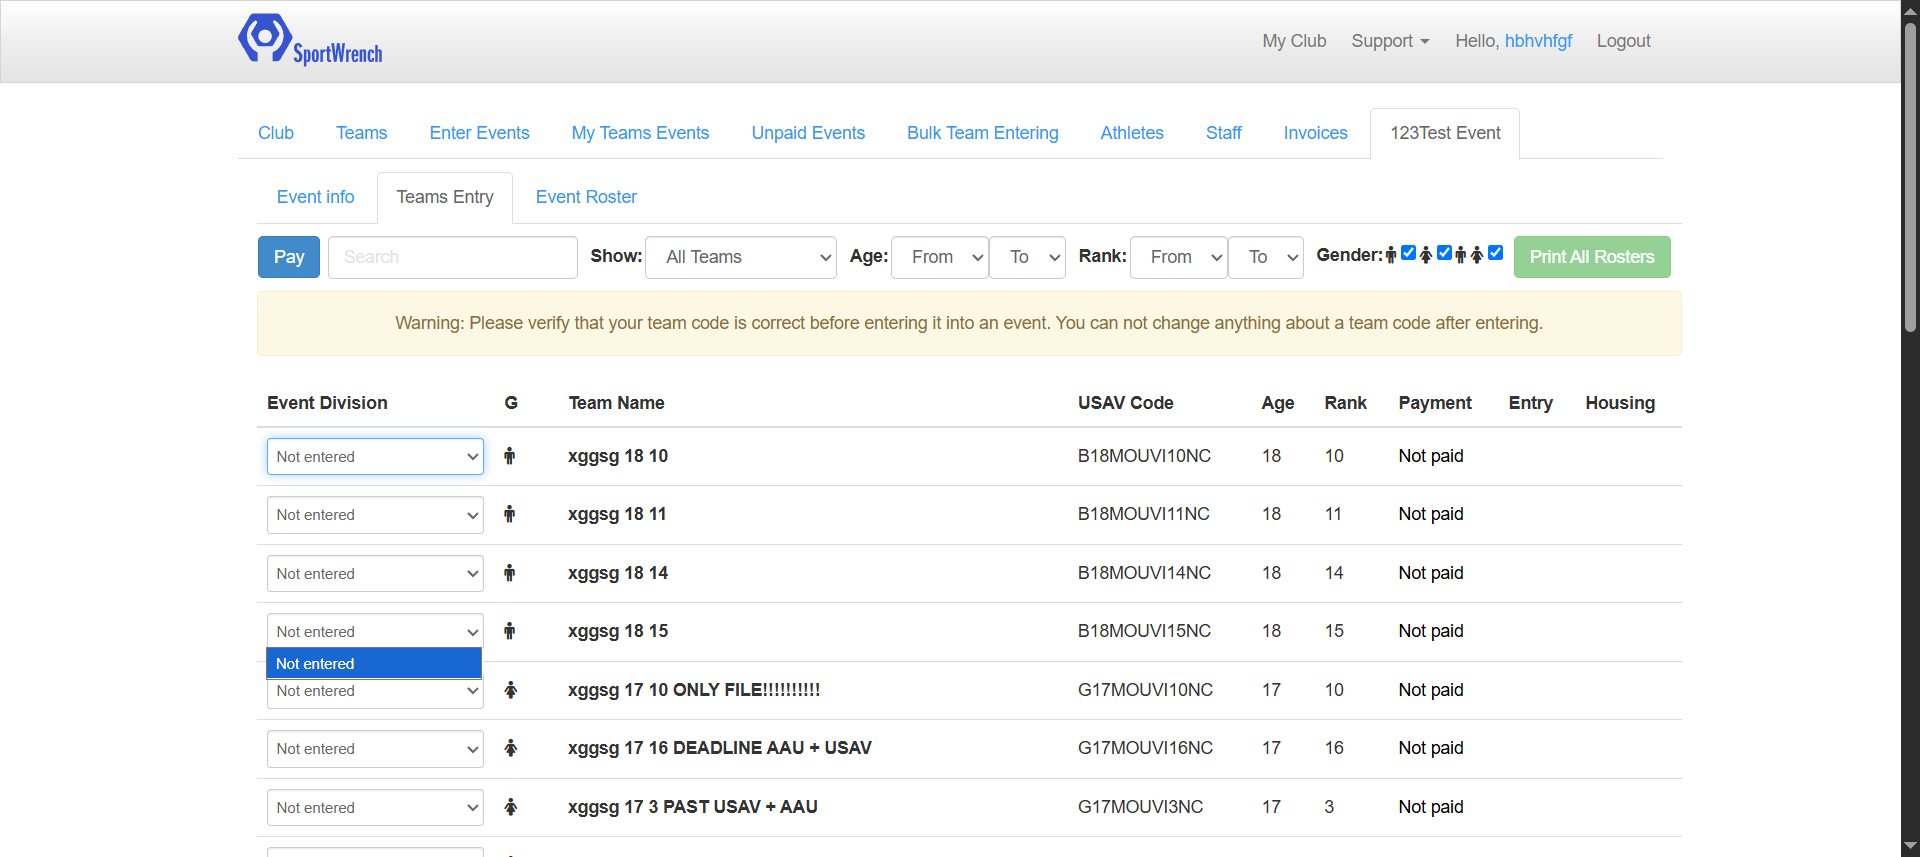 SportWrench
My Club Support Hello, hbhvhfgf Logout
Club Teams Enter Events My Teams Events Unpaid Events Bulk Team Entering Athletes Staff Invoices 123Test Event
Event info Teams Entry Event Roster
Pay Search Show: All Teams Age: From To Rank: From To Gender: Print All Rosters
Warning: Please verify that your team code is correct before entering it into an event. You can not change anything about a team code after entering.
Event Division G Team Name USAV Code Age Rank Payment Entry Housing
Not entered xggsg 18 10 B18MOUVI10NC 18 10 Not paid
Not entered xggsg 18 11 B18MOUVI11NC 18 11 Not paid
Not entered xggsg 18 14 B18MOUVI14NC 18 14 Not paid
Not entered xggsg 18 15 B18MOUVI15NC 18 15 Not paid
Not entered
Not entered xggsg 17 10 ONLY FILE!!!!!!!!!! G17MOUVI10NC 17 10 Not paid
Not entered xggsg 17 16 DEADLINE AAU + USAV G17MOUVI16NC 17 16 Not paid
Not entered xggsg 17 3 PAST USAV + AAU G17MOUVI3NC 17 3 Not paid